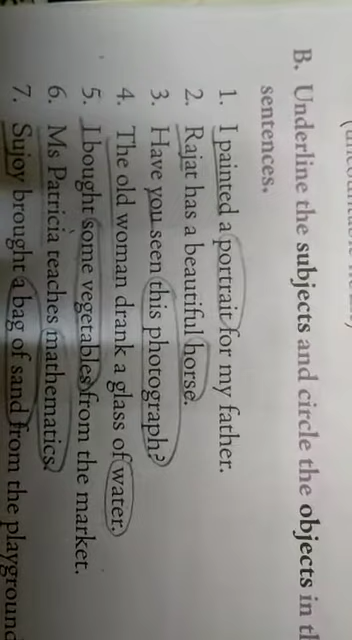 B. Underline the subjects and circle the objects in
sentences.
1. I painted a portrait for my father.
2. Rajat has a beautiful horse.
3. Have you seen this photograph?
4. The old woman drank a glass of water.
5. I bought some vegetables from the market.
6. Ms Patricia teaches mathematics.
7. Sujoy brought a bag of sand from the playground